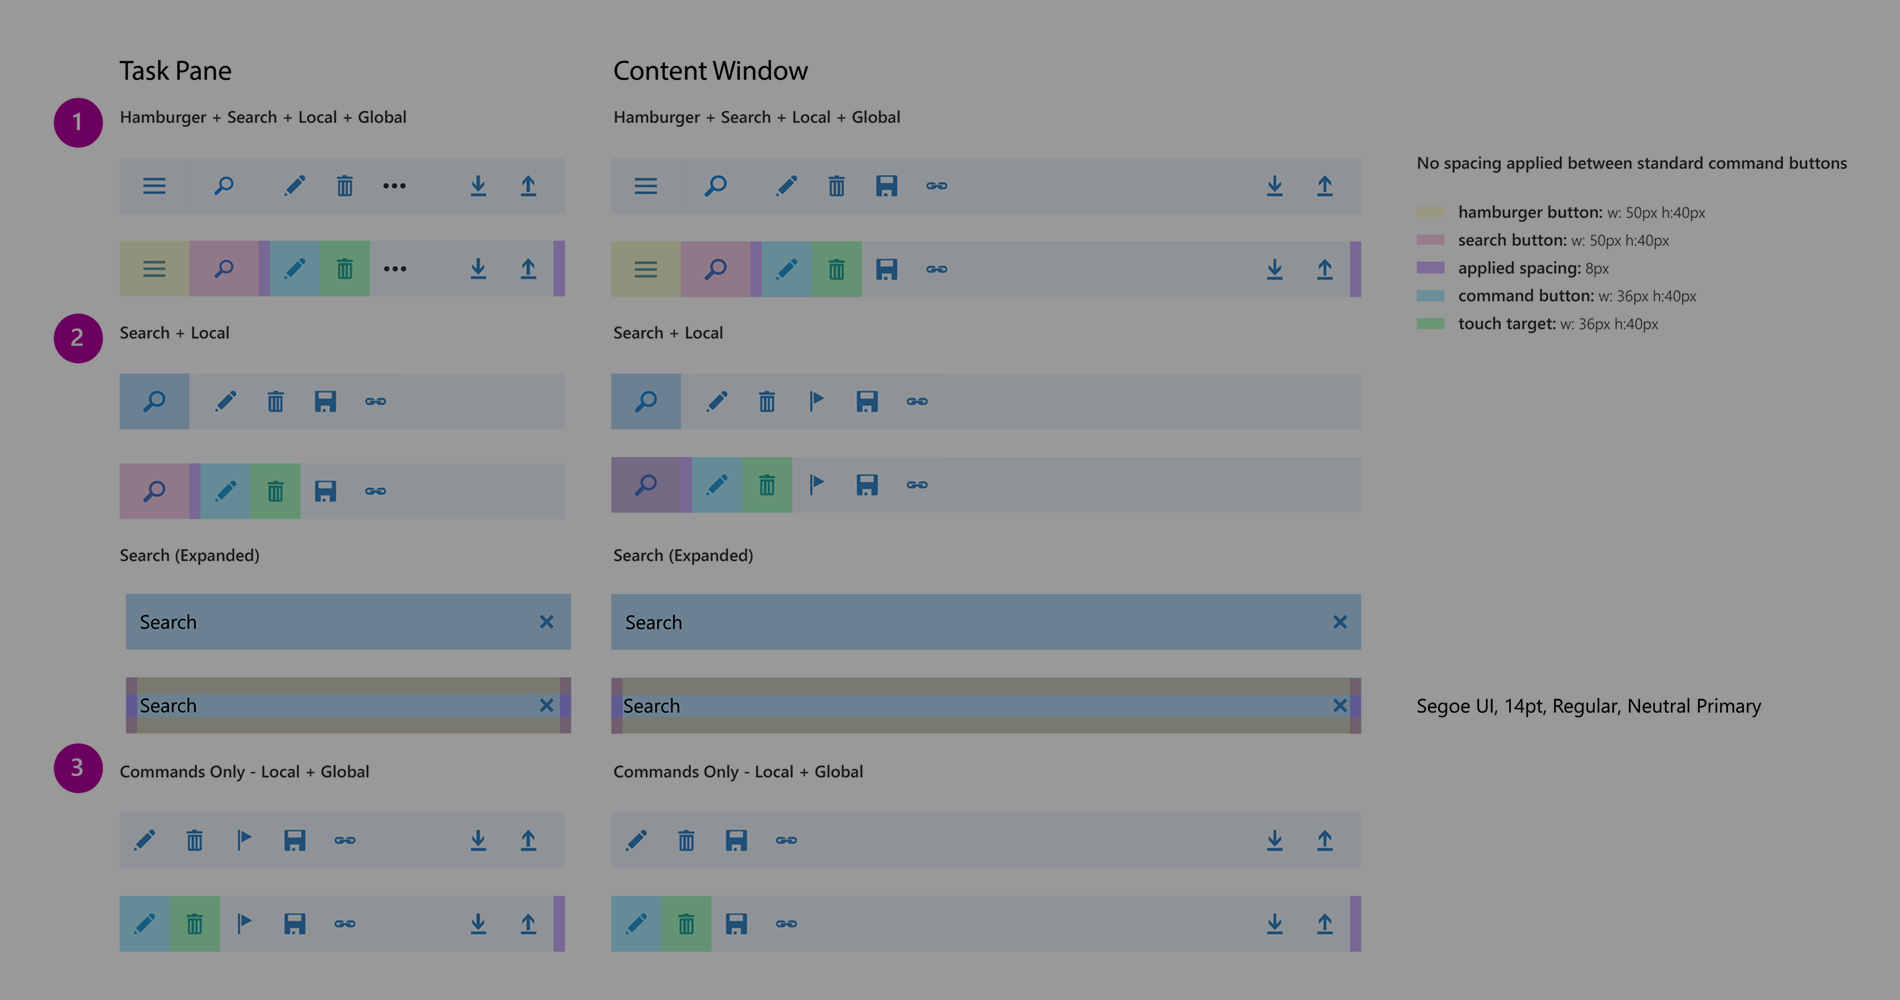 Task Pane
Content Window
1
Hamburger + Search + Local + Global
Hamburger + Search + Local + Global
No spacing applied between standard command buttons
hamburger button: w: 50px h:40px
search button: w: 50px h:40px
applied spacing: 8px
command button: w: 36px h:40px
touch target: w: 36px h:40px
2
Search + Local
Search + Local
Search (Expanded)
Search (Expanded)
Search
Search
Search
Search
Segoe UI, 14pt, Regular, Neutral Primary
3
Commands Only - Local + Global
Commands Only - Local + Global